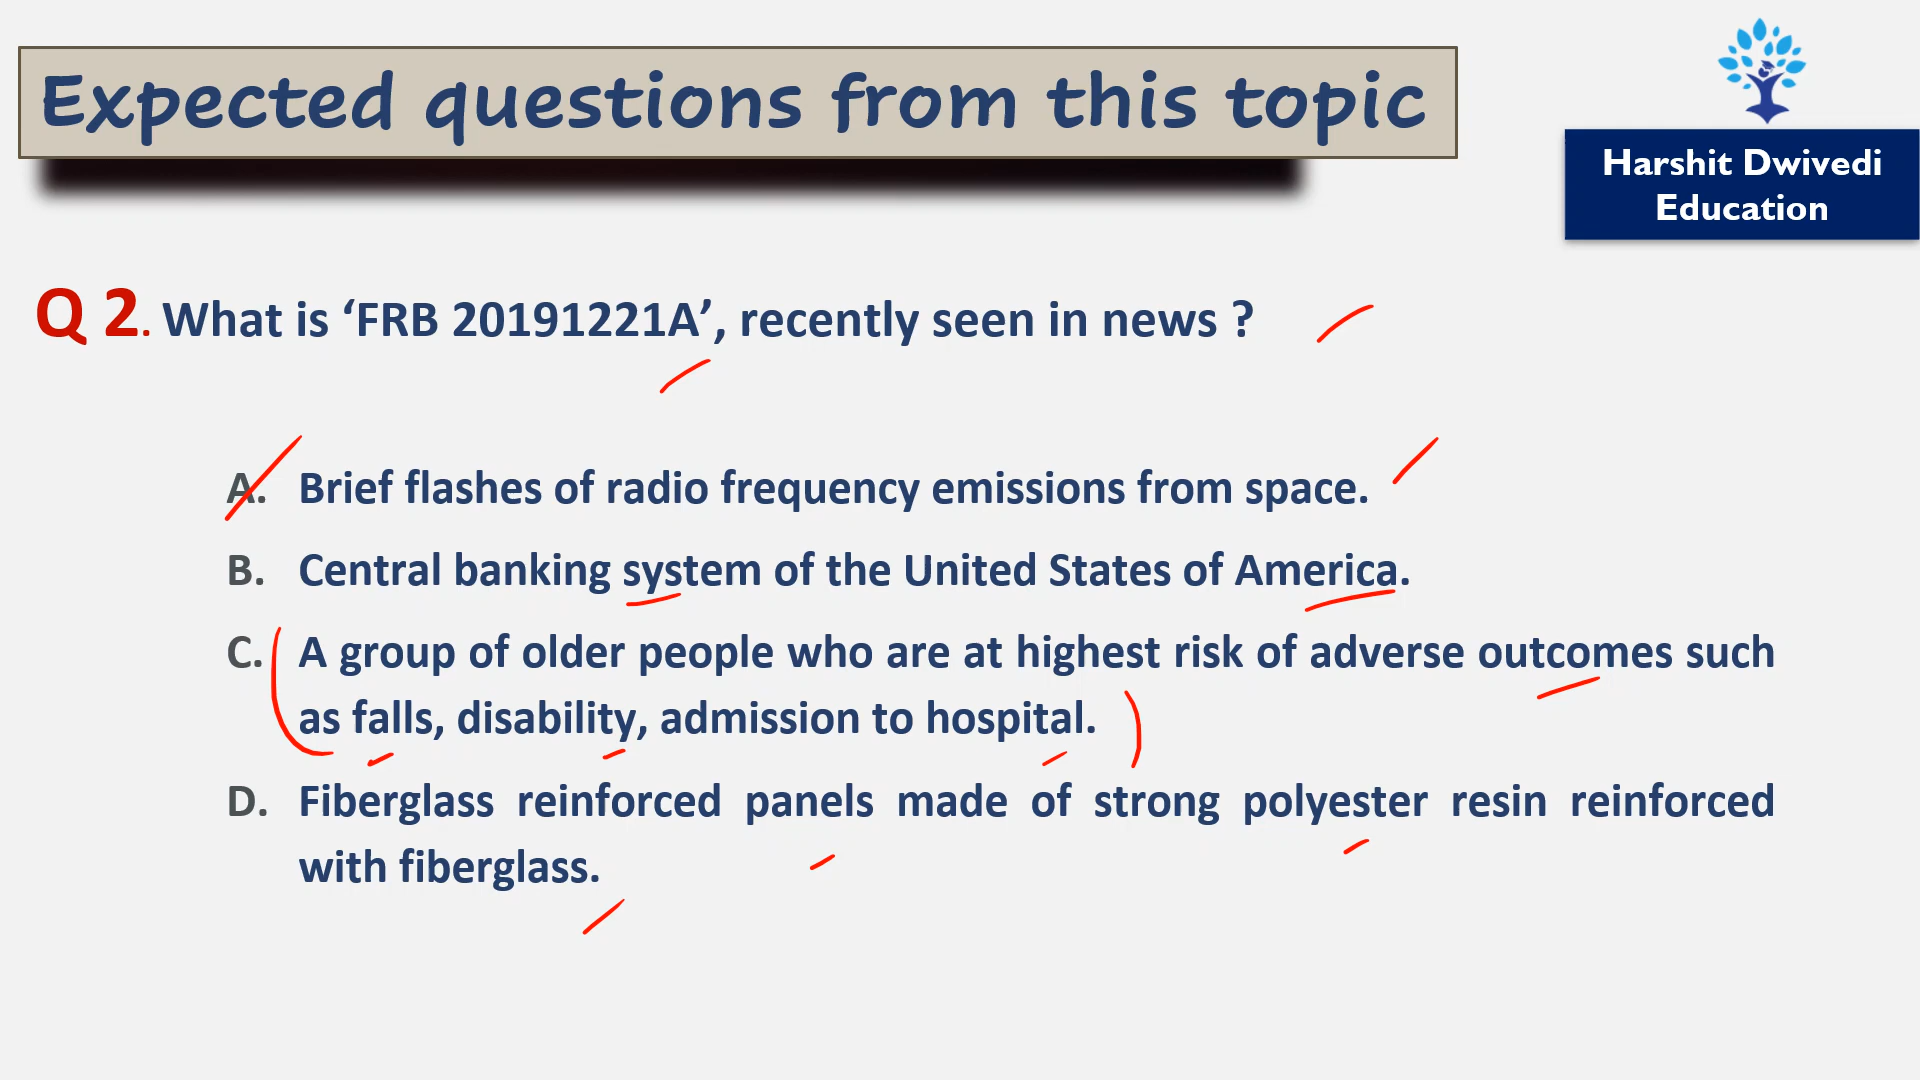 Expected questions from this topic
Harshit Dwivedi
Education
Q 2. What is ‘FRB 20191221A’, recently seen in news ?
A. Brief flashes of radio frequency emissions from space.
B. Central banking system of the United States of America.
C. A group of older people who are at highest risk of adverse outcomes such
as falls, disability, admission to hospital.
D. Fiberglass reinforced panels made of strong polyester resin reinforced
with fiberglass.